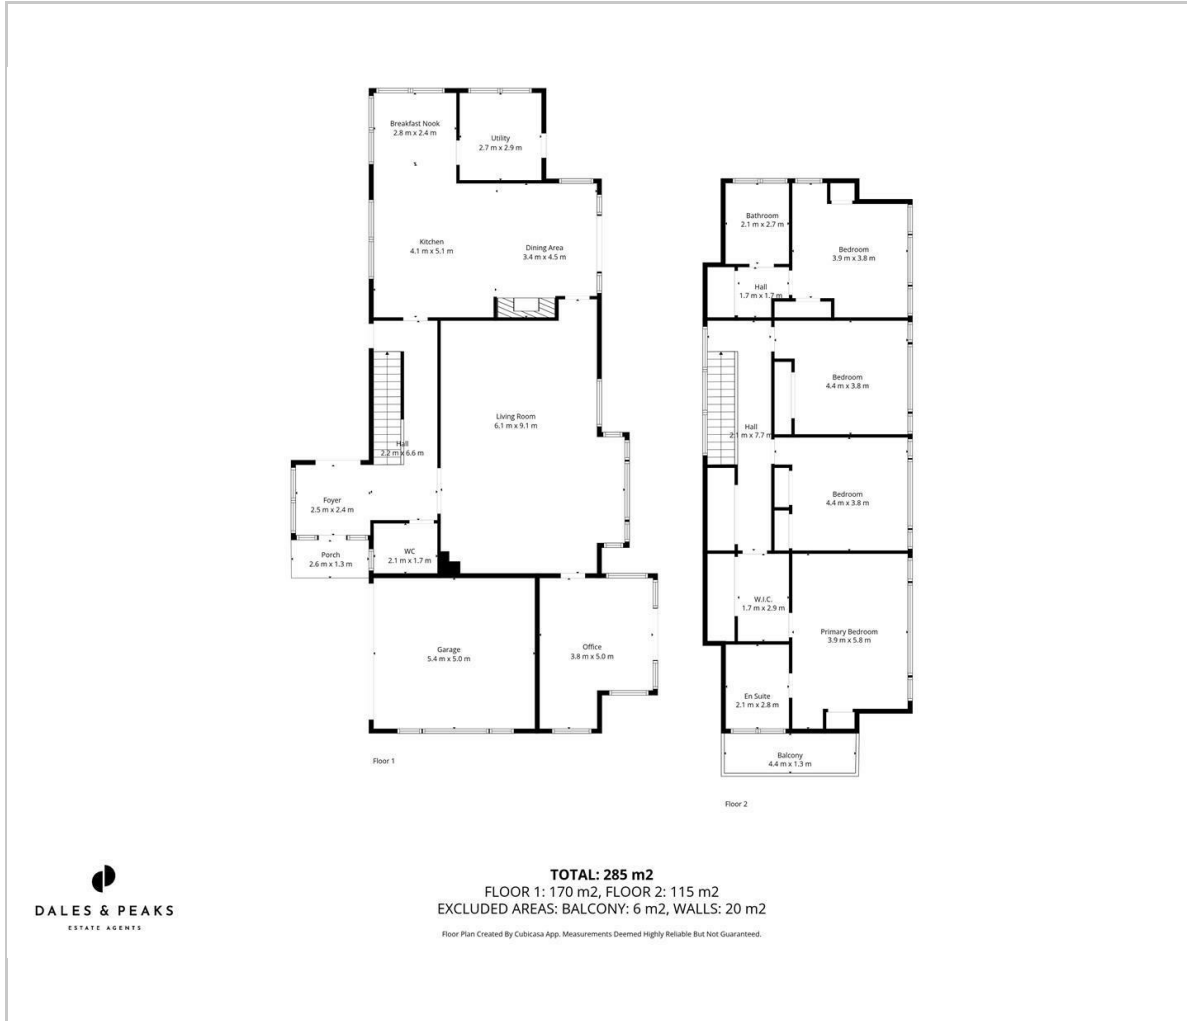 Breakfast Nook
2.8 m x 2.4 m
Utility
2.7 m x 2.9 m
Kitchen
4.1 m x 5.1 m
Dining Area
3.4 m x 4.5 m
Living Room
6.1 m x 9.1 m
Hall
2.2 m x 6.6 m
Foyer
2.5 m x 2.4 m
Porch
2.6 m x 1.3 m
WC
2.1 m x 1.7 m
Garage
5.4 m x 5.0 m
Office
3.8 m x 5.0 m
Floor 1
Bathroom
2.1 m x 2.7 m
Bedroom
3.9 m x 3.8 m
Hall
1.7 m x 1.7 m
Bedroom
4.4 m x 3.8 m
Hall
2.1 m x 7.7 m
Bedroom
4.4 m x 3.8 m
W.I.C.
1.7 m x 2.9 m
Primary Bedroom
3.9 m x 5.8 m
En Suite
2.1 m x 2.8 m
Balcony
4.4 m x 1.3 m
Floor 2
DALES & PEAKS
ESTATE AGENTS
TOTAL: 285 m2
FLOOR 1: 170 m2, FLOOR 2: 115 m2
EXCLUDED AREAS: BALCONY: 6 m2, WALLS: 20 m2
Floor Plan Created By Cubicasa App. Measurements Deemed Highly Reliable But Not Guaranteed.